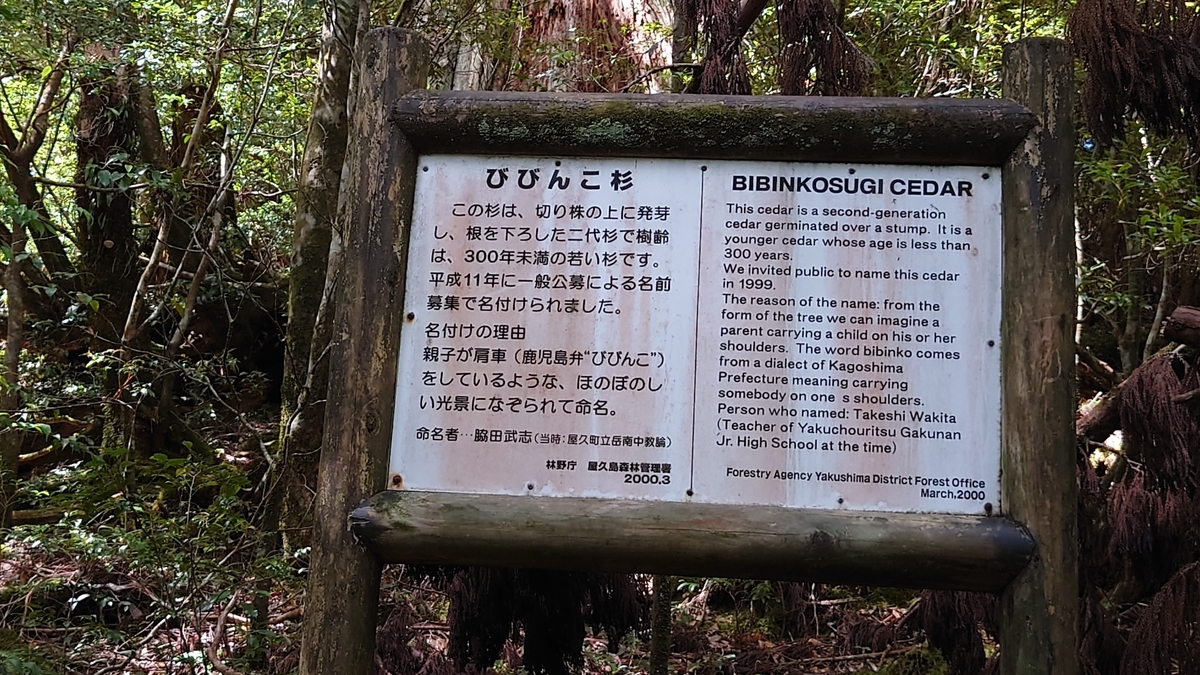 びびんこ杉
この杉は、切り株の上に発芽
し、根を下ろした二代杉で樹齢
は、300年未満の若い杉です。
平成11年に一般公募による名前
募集で名付けられました。
名付けの理由
親子が肩車（鹿児島弁“びびんこ”）
をしているような、ほのぼのし
い光景になぞられて命名。
命名者…脇田武志（当時：屋久町立岳南中教諭）
林野庁 屋久島森林管理署
2000.3
BIBINKOSUGI CEDAR
This cedar is a second-generation
cedar germinated over a stump. It is a
younger cedar whose age is less than
300 years.
We invited public to name this cedar
in 1999.
The reason of the name: from the
form of the tree we can imagine a
parent carrying a child on his or her
shoulders. The word bibinko comes
from a dialect of Kagoshima
Prefecture meaning carrying
somebody on one s shoulders.
Person who named: Takeshi Wakita
(Teacher of Yakuchouritsu Gakunan
Jr. High School at the time)
Forestry Agency Yakushima District Forest Office
March,2000